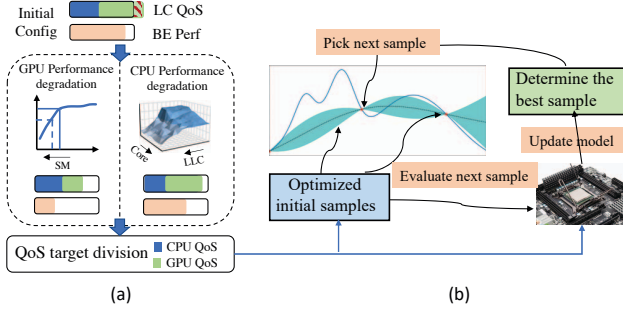 Initial
Config
LC QoS
BE Perf
GPU Performance
degradation
CPU Performance
degradation
SM
Core
LLC
QoS target division
CPU QoS
GPU QoS
(a)
Pick next sample
Determine the
best sample
Update model
Evaluate next sample
Optimized
initial samples
(b)